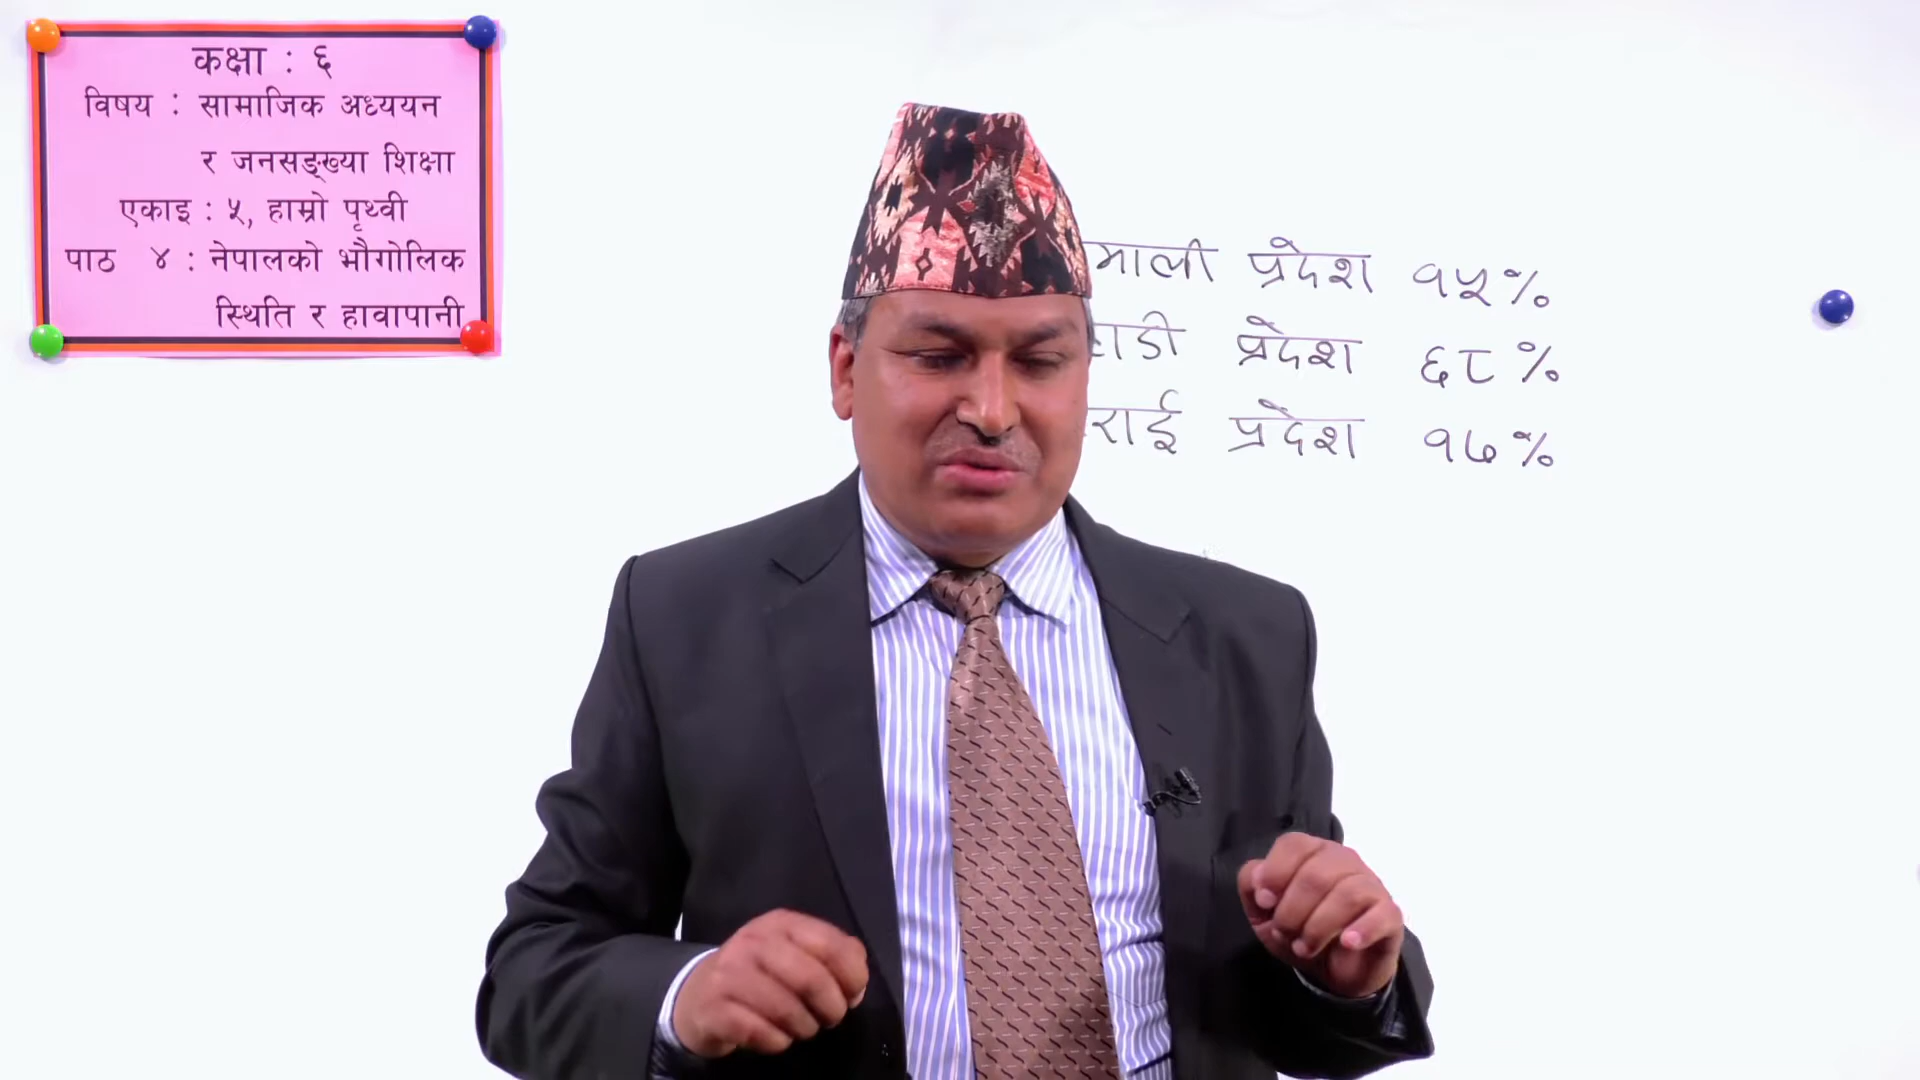 कक्षा : ६
विषय : सामाजिक अध्ययन
र जनसङ्ख्या शिक्षा
एकाइ : ५, हाम्रो पृथ्वी
पाठ ४ : नेपालको भौगोलिक
स्थिति र हावापानी
प्रदेश १५%
प्रदेश ६८%
प्रदेश १७%